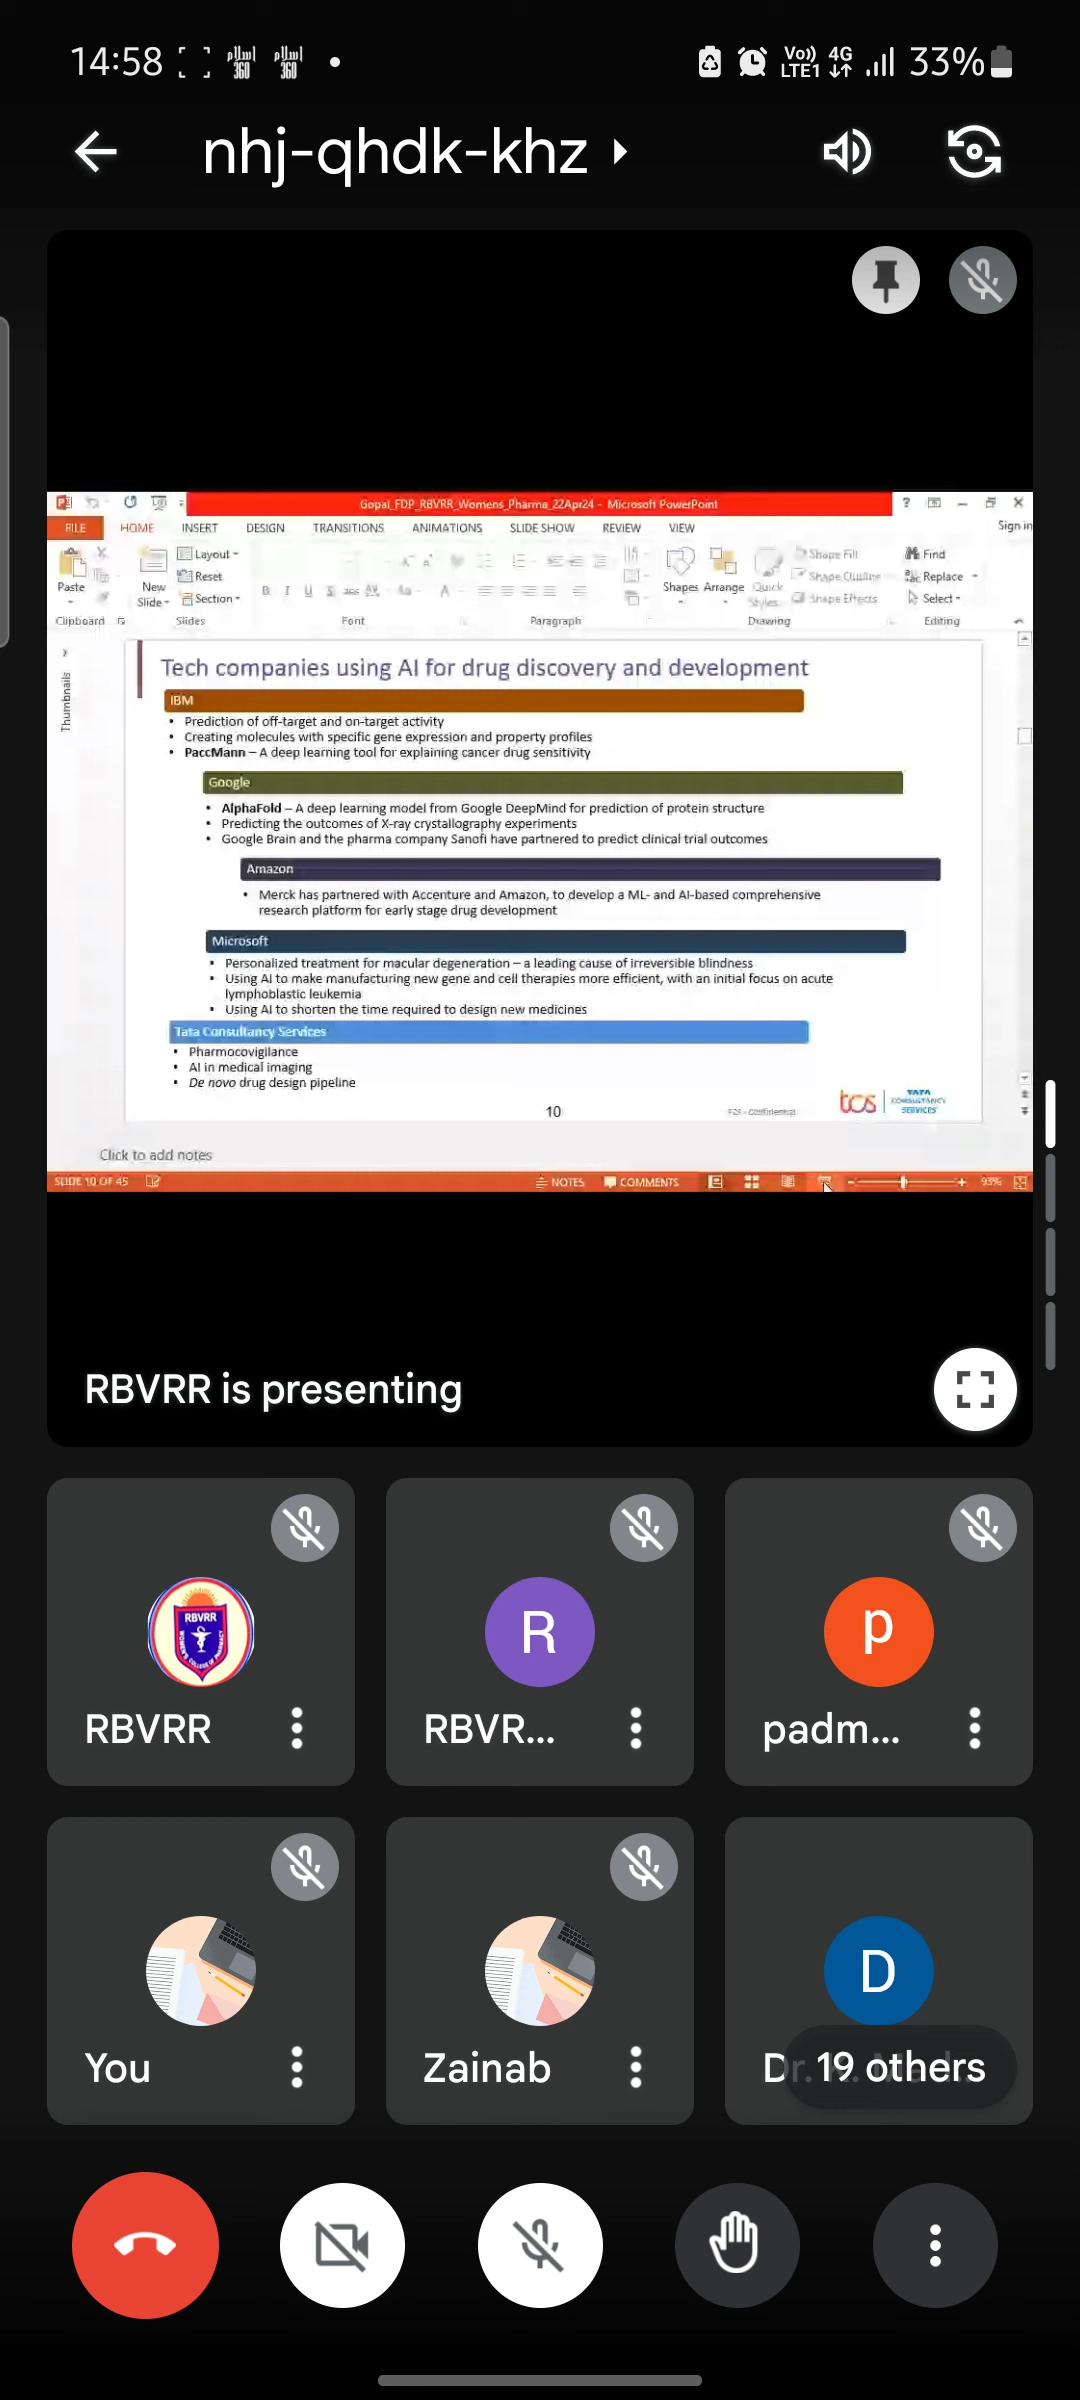 14:58
Vo)) LTE1 4G 33%
nhj-qhdk-khz
Gopal_FDP_RBVRR_Womens_Pharma_22Apr24 - Microsoft PowerPoint
FILE HOME INSERT DESIGN TRANSITIONS ANIMATIONS SLIDE SHOW REVIEW VIEW Sign in
Layout
Reset
Section
Paste
New Slide
Shapes Arrange Quick Styles
Shape Fill
Shape Outline
Shape Effects
Find
Replace
Select
Clipboard Slides Font Paragraph Drawing Editing
Thumbnails
Tech companies using AI for drug discovery and development
IBM
• Prediction of off-target and on-target activity
• Creating molecules with specific gene expression and property profiles
• PaccMann – A deep learning tool for explaining cancer drug sensitivity
Google
• AlphaFold – A deep learning model from Google DeepMind for prediction of protein structure
• Predicting the outcomes of X-ray crystallography experiments
• Google Brain and the pharma company Sanofi have partnered to predict clinical trial outcomes
Amazon
• Merck has partnered with Accenture and Amazon, to develop a ML- and AI-based comprehensive
research platform for early stage drug development
Microsoft
• Personalized treatment for macular degeneration – a leading cause of irreversible blindness
• Using AI to make manufacturing new gene and cell therapies more efficient, with an initial focus on acute
lymphoblastic leukemia
• Using AI to shorten the time required to design new medicines
Tata Consultancy Services
• Pharmocovigilance
• AI in medical imaging
• De novo drug design pipeline
10
tcs TATA CONSULTANCY SERVICES
Click to add notes
SLIDE 10 OF 45 NOTES COMMENTS 93%
RBVRR is presenting
RBVRR
RBVRR R p
RBVR... padm...
D
You Zainab
19 others